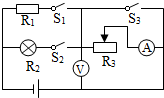 R₁ S₁ S₃
R₂ S₂ R₃ A
V